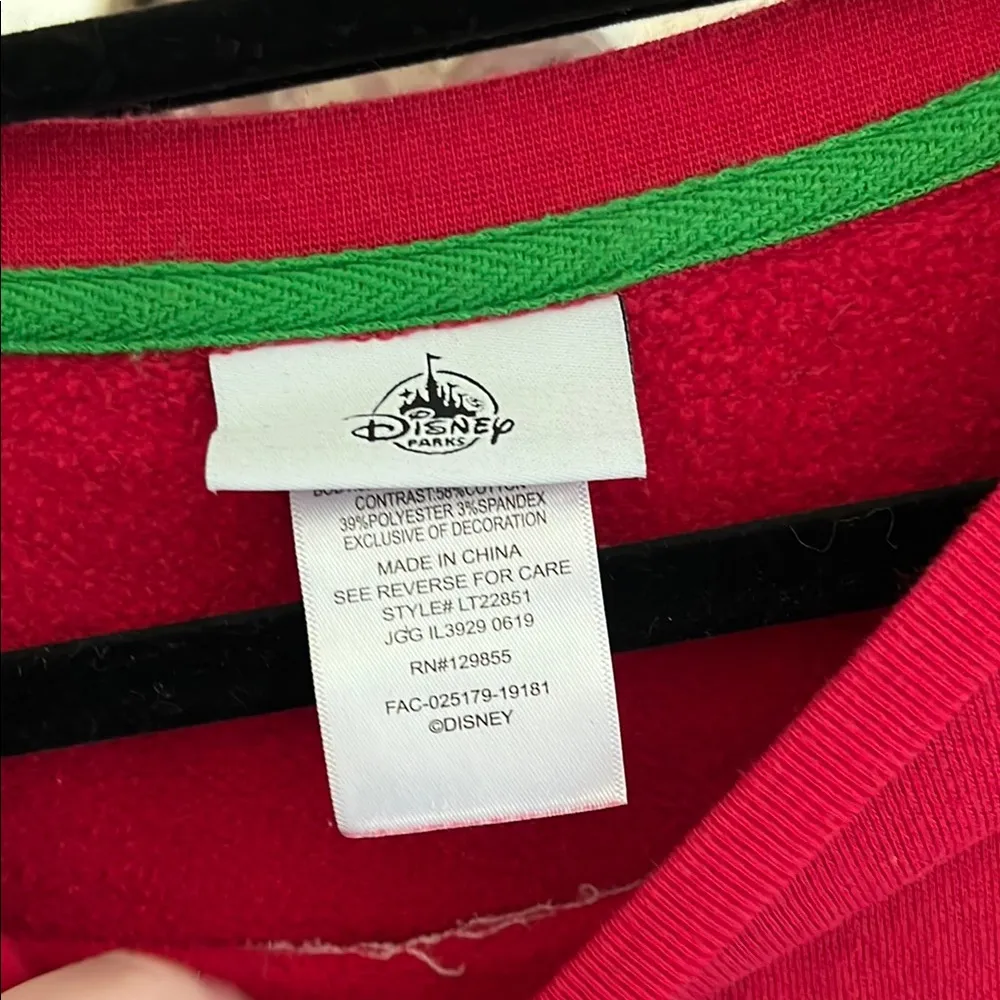 DISNEY
PARKS
CONTRAST:58%COTTON
39%POLYESTER 3%SPANDEX
EXCLUSIVE OF DECORATION
MADE IN CHINA
SEE REVERSE FOR CARE
STYLE# LT22851
JGG IL3929 0619
RN#129855
FAC-025179-19181
©DISNEY